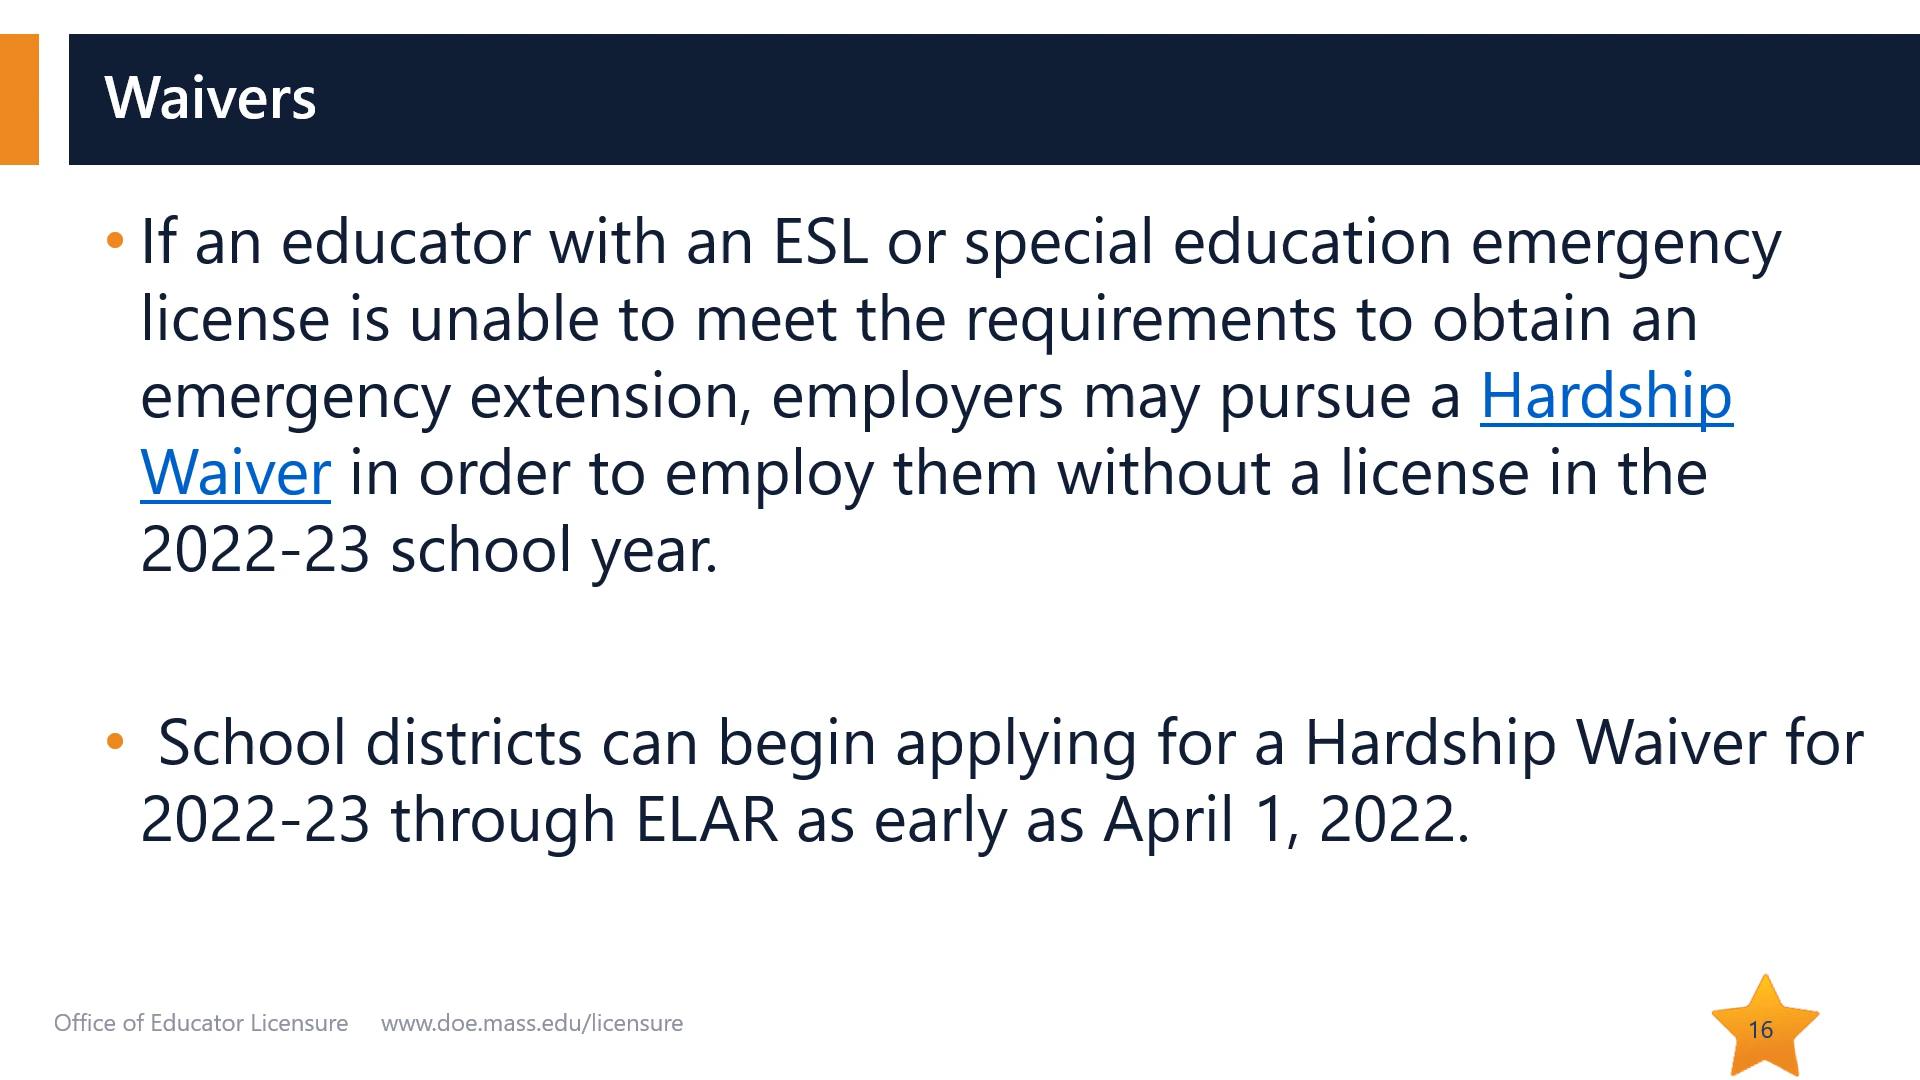 Waivers
• If an educator with an ESL or special education emergency
license is unable to meet the requirements to obtain an
emergency extension, employers may pursue a Hardship
Waiver in order to employ them without a license in the
2022-23 school year.
• School districts can begin applying for a Hardship Waiver for
2022-23 through ELAR as early as April 1, 2022.
Office of Educator Licensure www.doe.mass.edu/licensure
16